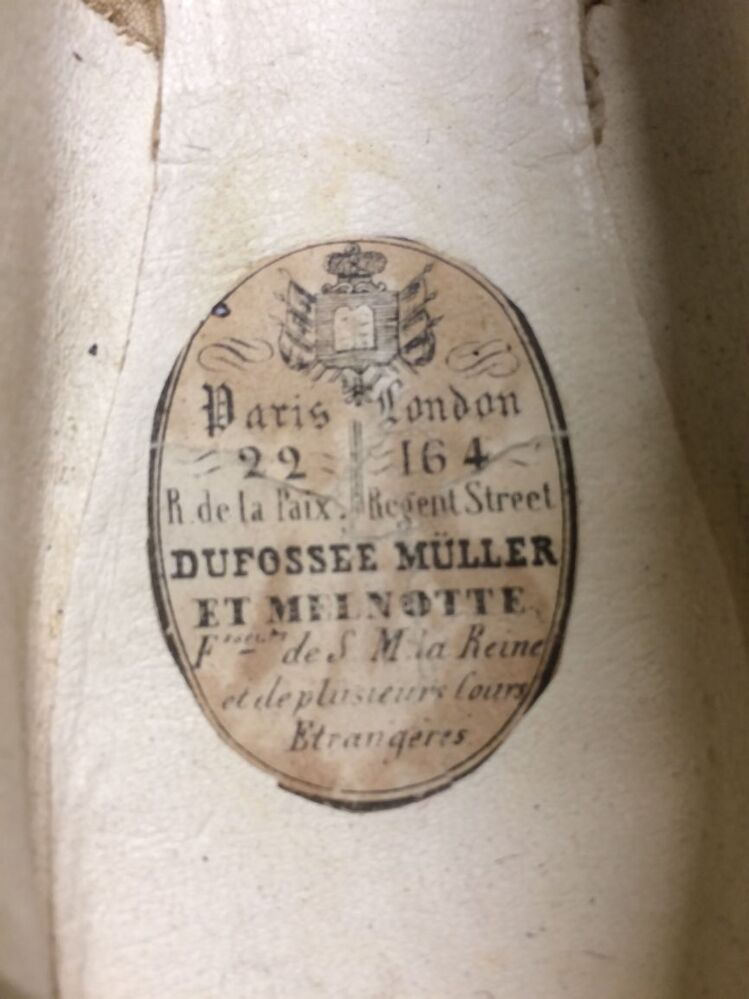 Paris London
22 164
R. de la Paix. Regent Street
DUFOSSEE MÜLLER
ET MELNOTTE
de S. M. la Reine
et de plusieurs Cours
Etrangeres